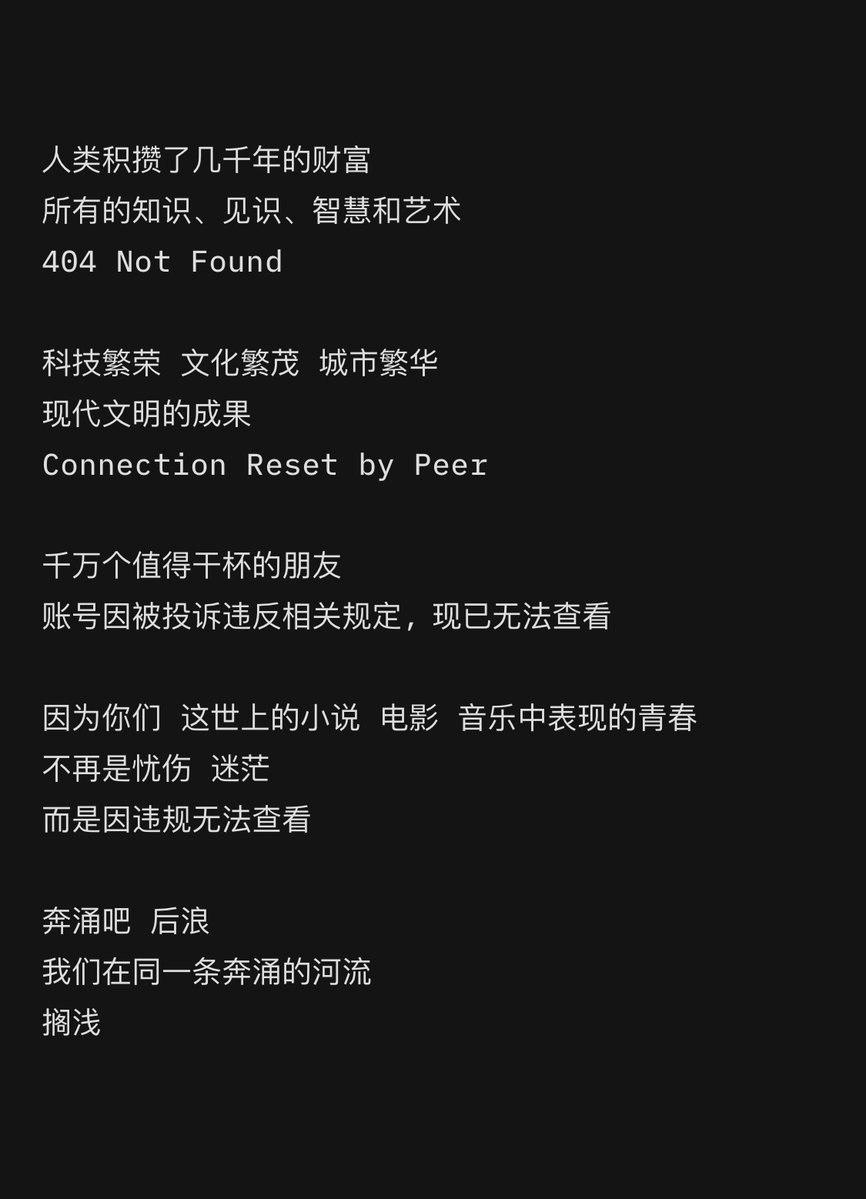 人类积攒了几千年的财富
所有的知识、见识、智慧和艺术
404 Not Found
科技繁荣 文化繁茂 城市繁华
现代文明的成果
Connection Reset by Peer
千万个值得干杯的朋友
账号因被投诉违反相关规定，现已无法查看
因为你们 这世上的小说 电影 音乐中表现的青春
不再是忧伤 迷茫
而是因违规无法查看
奔涌吧 后浪
我们在同一条奔涌的河流
搁浅